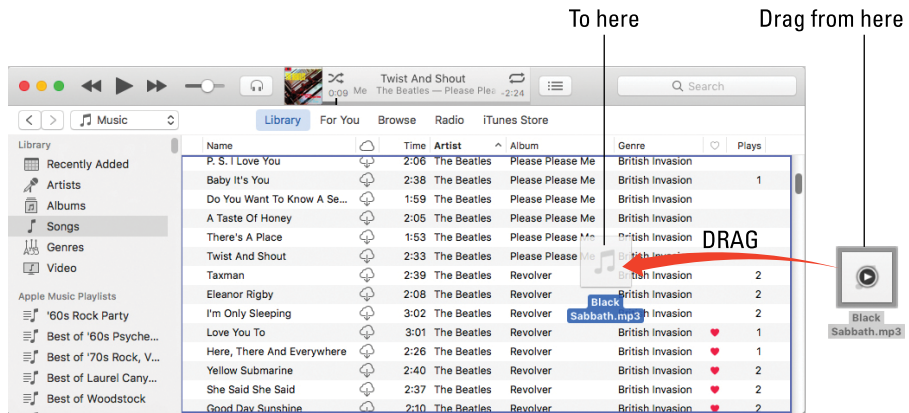 To here
Drag from here
Twist And Shout
0:09 Me The Beatles — Please Plea -2:24
Search
Music
Library For You Browse Radio iTunes Store
Library
Recently Added
Artists
Albums
Songs
Genres
Video
Apple Music Playlists
'60s Rock Party
Best of '60s Psyche...
Best of '70s Rock, V...
Best of Laurel Cany...
Best of Woodstock
Name Time Artist Album Genre Plays
P. S. I Love You 2:06 The Beatles Please Please Me British Invasion
Baby It's You 2:38 The Beatles Please Please Me British Invasion 1
Do You Want To Know A Se... 1:59 The Beatles Please Please Me British Invasion
A Taste Of Honey 2:05 The Beatles Please Please Me British Invasion
There's A Place 1:53 The Beatles Please Please Me British Invasion
Twist And Shout 2:33 The Beatles Please Please Me British Invasion
Taxman 2:39 The Beatles Revolver British Invasion 2
Eleanor Rigby 2:08 The Beatles Revolver British Invasion 2
I'm Only Sleeping 3:02 The Beatles Revolver British Invasion 2
Love You To 3:01 The Beatles Revolver British Invasion 1
Here, There And Everywhere 2:26 The Beatles Revolver British Invasion 1
Yellow Submarine 2:40 The Beatles Revolver British Invasion 2
She Said She Said 2:37 The Beatles Revolver British Invasion 2
Good Day Sunshine 2:10 The Beatles Revolver British Invasion 2
DRAG
Black
Sabbath.mp3
Black
Sabbath.mp3